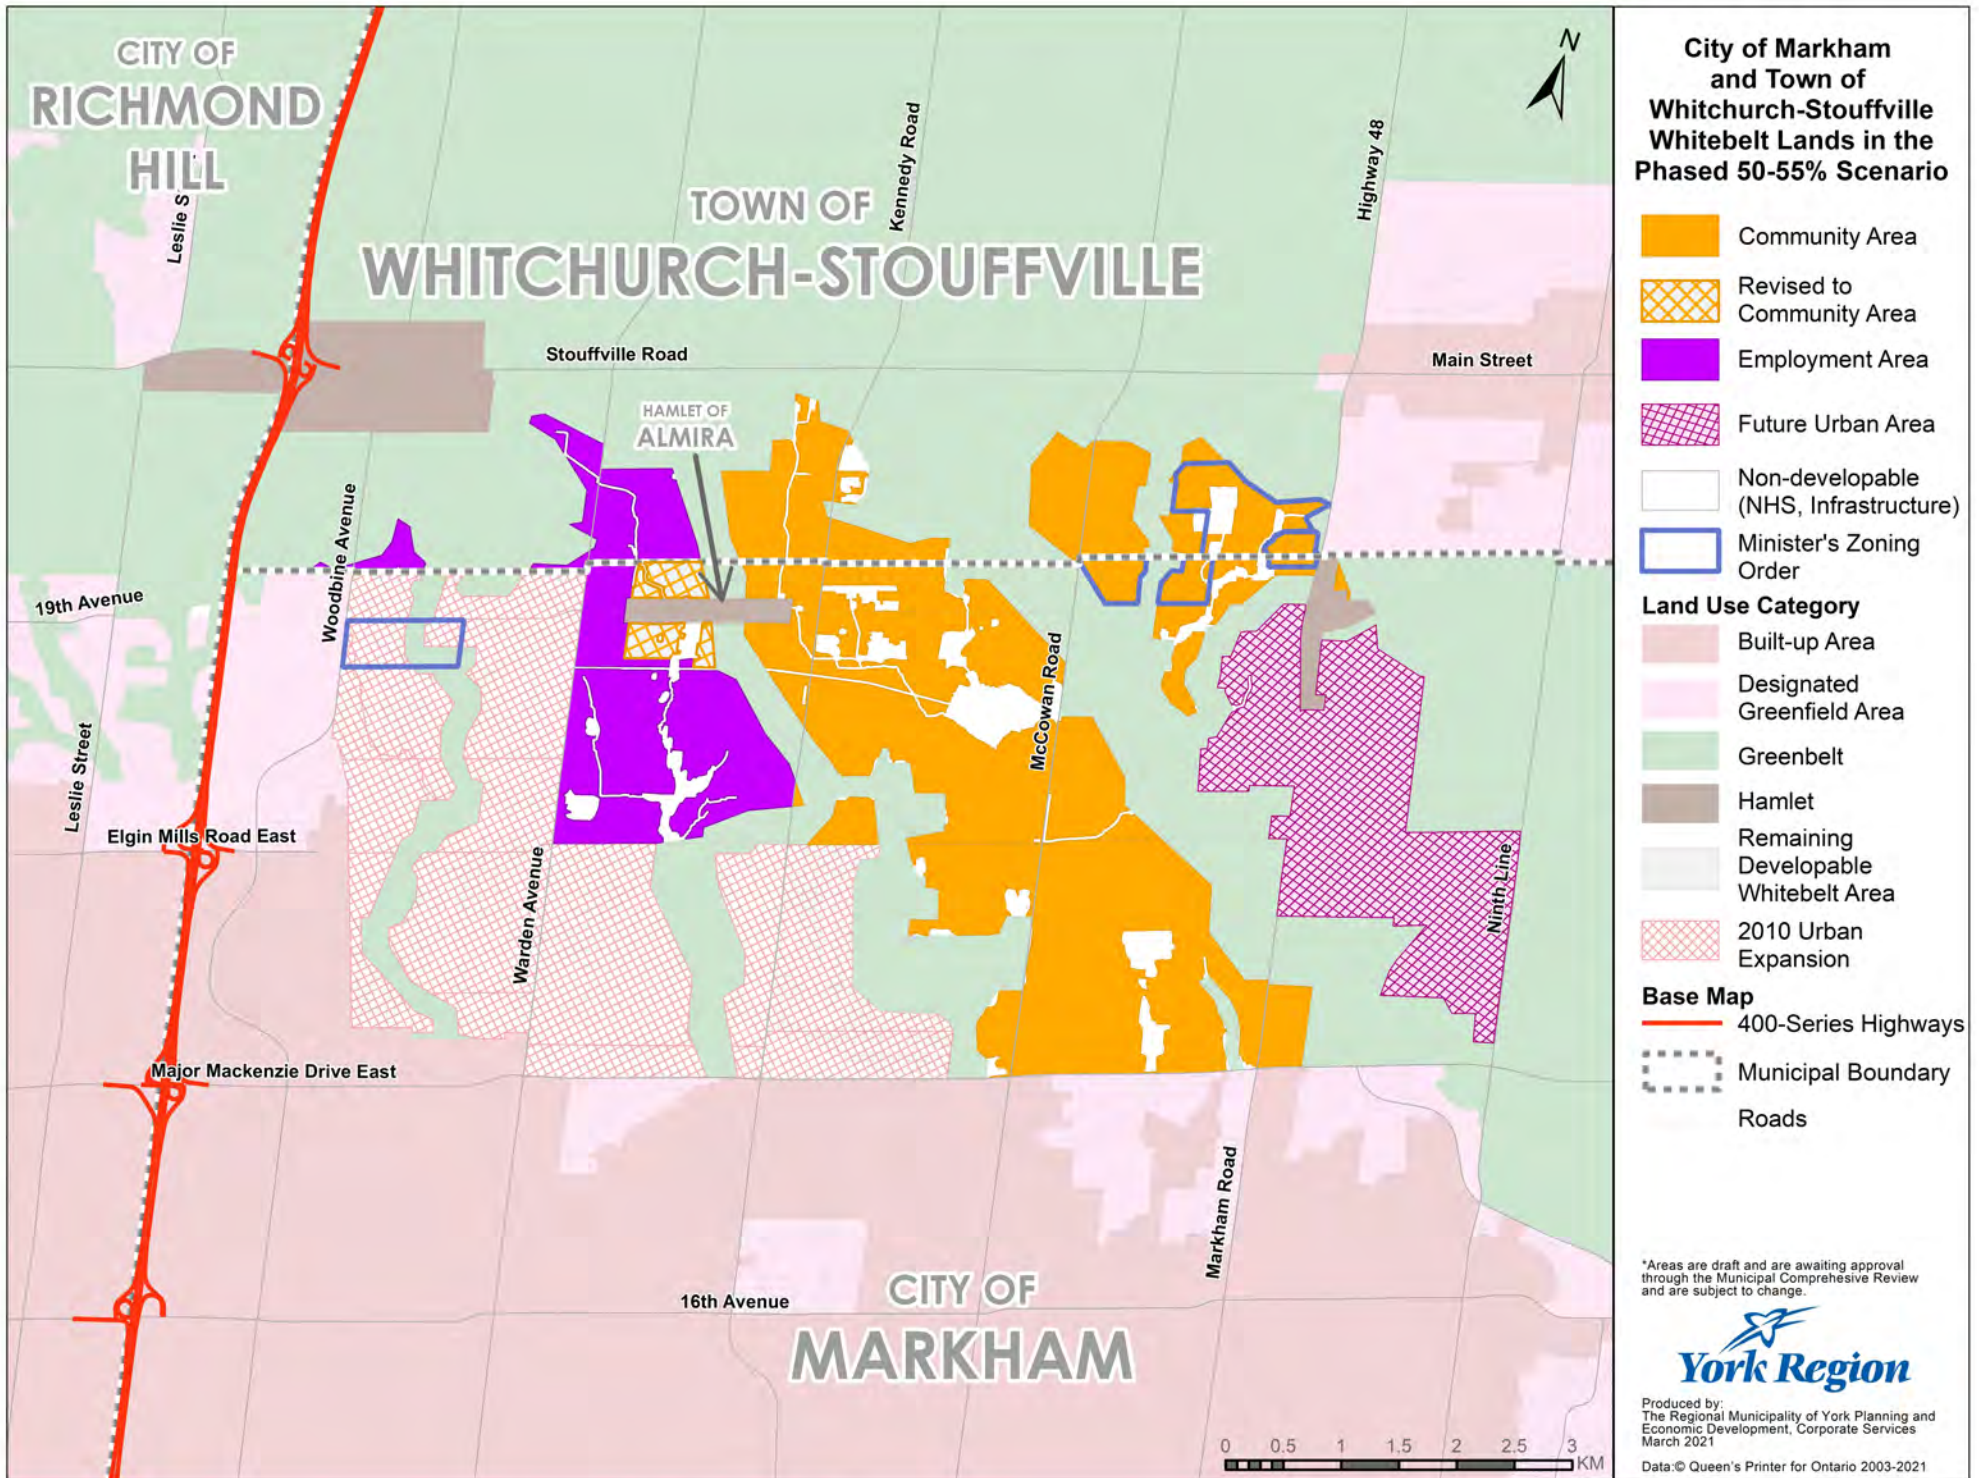 CITY OF
RICHMOND
HILL
Leslie S
TOWN OF
WHITCHURCH-STOUFFVILLE
Kennedy Road
Highway 48
N
Stouffville Road
Main Street
HAMLET OF
ALMIRA
Woodbine Avenue
19th Avenue
McCowan Road
Leslie Street
Elgin Mills Road East
Warden Avenue
Ninth Line
Major Mackenzie Drive East
Markham Road
16th Avenue
CITY OF
MARKHAM
0 0.5 1 1.5 2 2.5 3
KM
City of Markham
and Town of
Whitchurch-Stouffville
Whitebelt Lands in the
Phased 50-55% Scenario
Community Area
Revised to
Community Area
Employment Area
Future Urban Area
Non-developable
(NHS, Infrastructure)
Minister's Zoning
Order
Land Use Category
Built-up Area
Designated
Greenfield Area
Greenbelt
Hamlet
Remaining
Developable
Whitebelt Area
2010 Urban
Expansion
Base Map
400-Series Highways
Municipal Boundary
Roads
*Areas are draft and are awaiting approval
through the Municipal Comprehesive Review
and are subject to change.
York Region
Produced by:
The Regional Municipality of York Planning and
Economic Development, Corporate Services
March 2021
Data:© Queen's Printer for Ontario 2003-2021